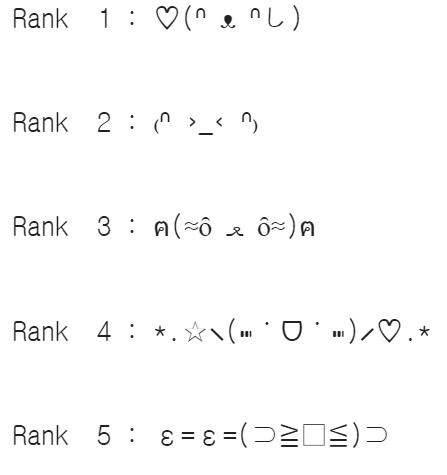 Rank 1 : ♡(ᐢ ᴥ ᐢし)
Rank 2 : ₍ᐢ ›_‹ ᐢ₎
Rank 3 : ฅ(≈ô ﻌ ô≈)ฅ
Rank 4 : *.☆⸜(⑉˙ᗜ˙⑉)⸝♡.*
Rank 5 : ε=ε=(⊃≧□≦)⊃